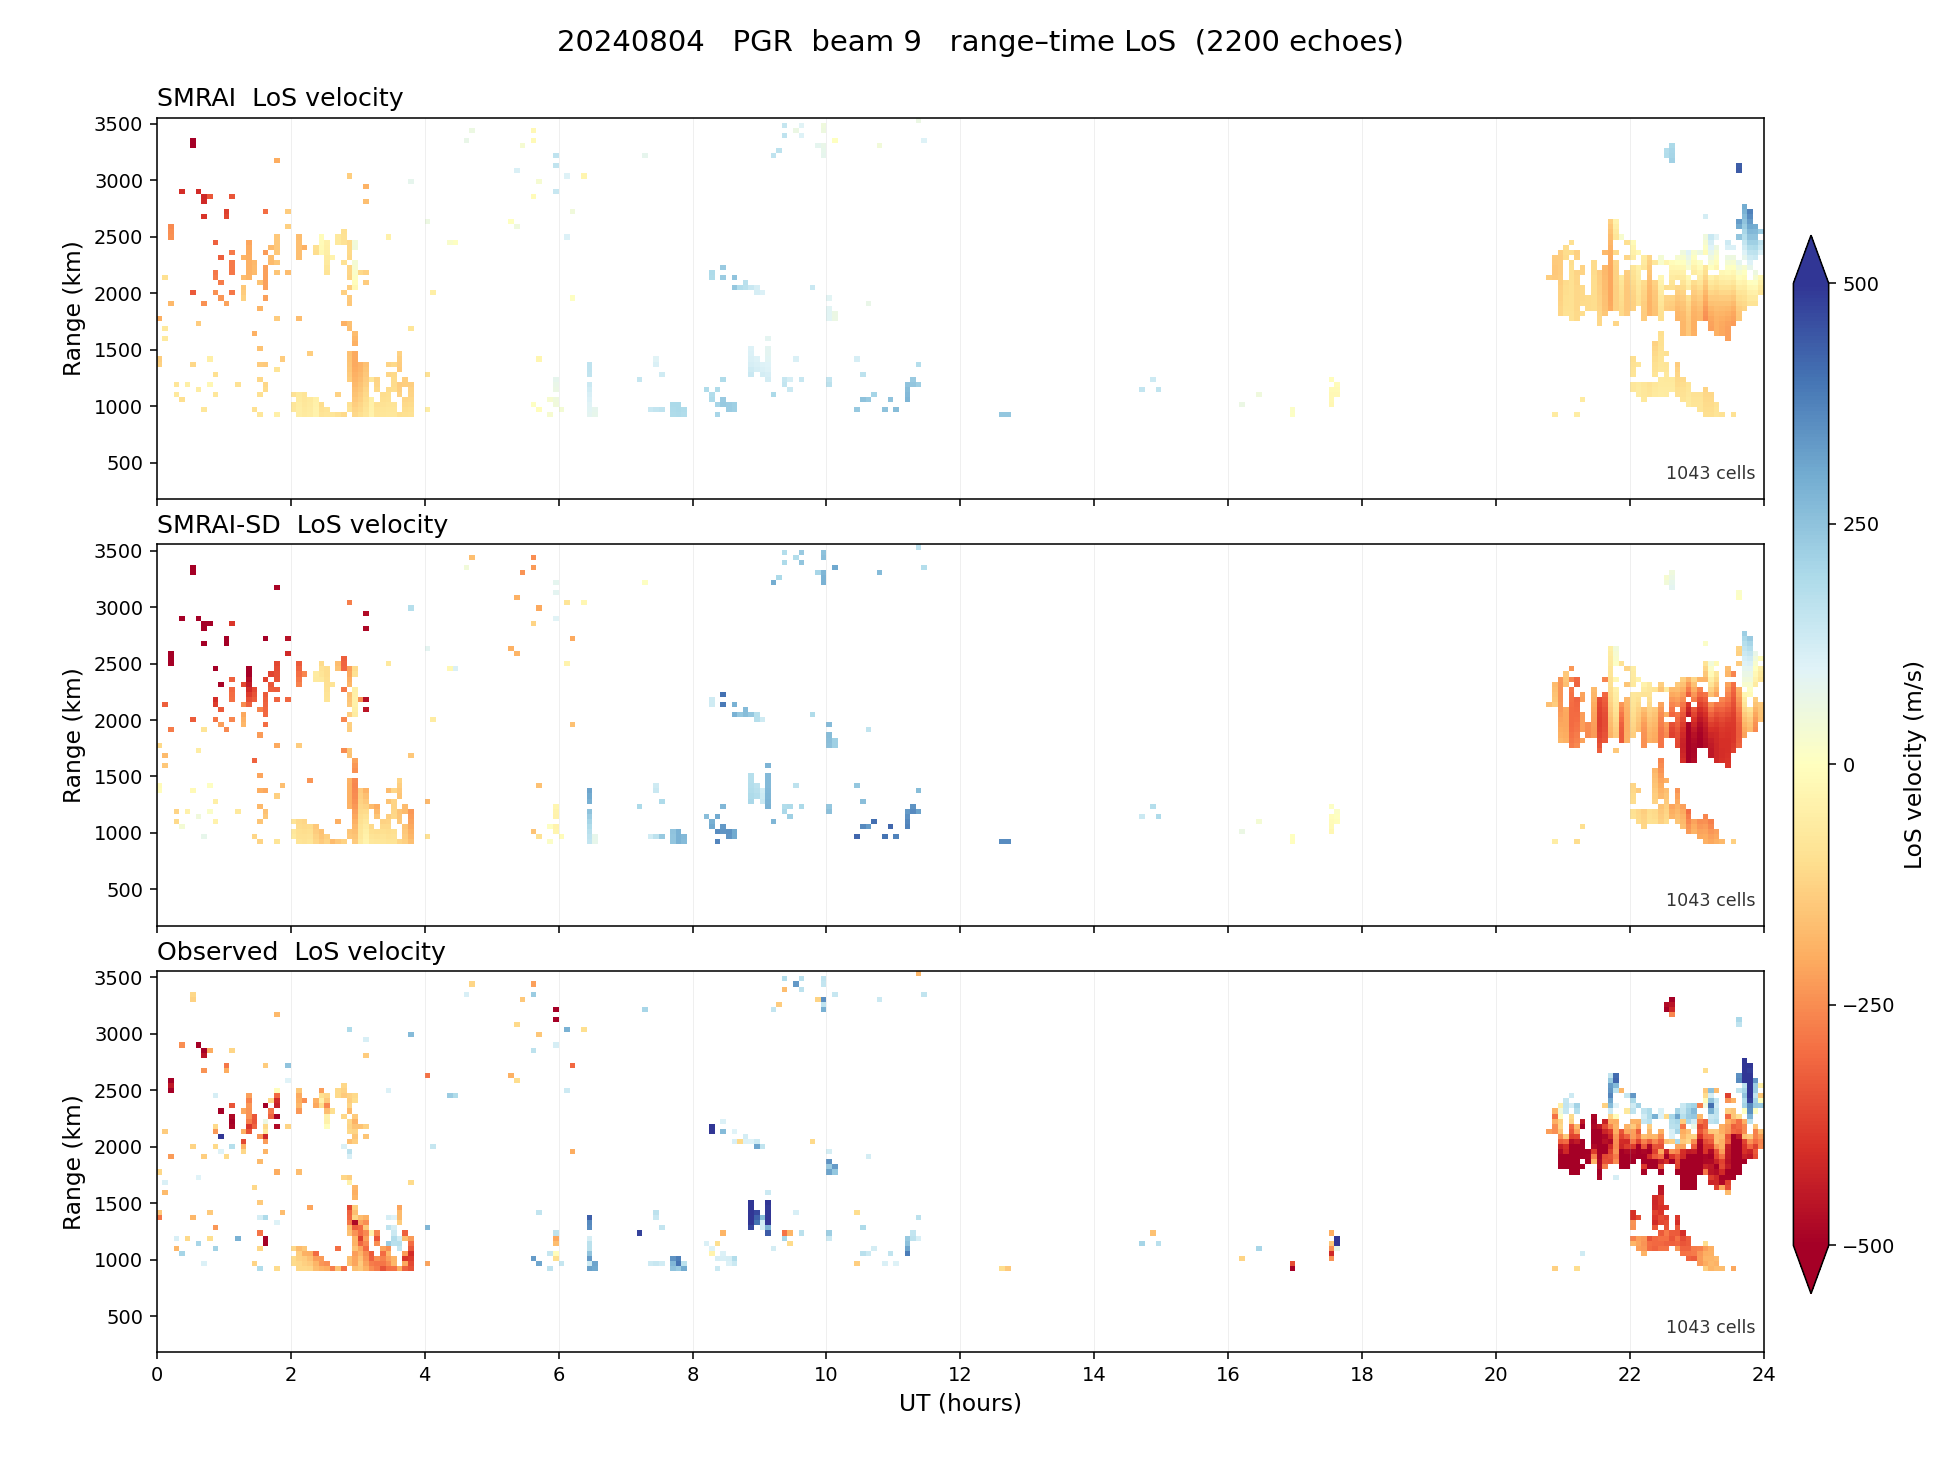 20240804   PGR  beam 9   range–time LoS  (2200 echoes)
SMRAI  LoS velocity
3500
3000
2500
2000
1500
1000
500
Range (km)
1043 cells
SMRAI-SD  LoS velocity
3500
3000
2500
2000
1500
1000
500
Range (km)
1043 cells
Observed  LoS velocity
3500
3000
2500
2000
1500
1000
500
Range (km)
1043 cells
0 2 4 6 8 10 12 14 16 18 20 22 24
UT (hours)
500
250
0
−250
−500
LoS velocity (m/s)